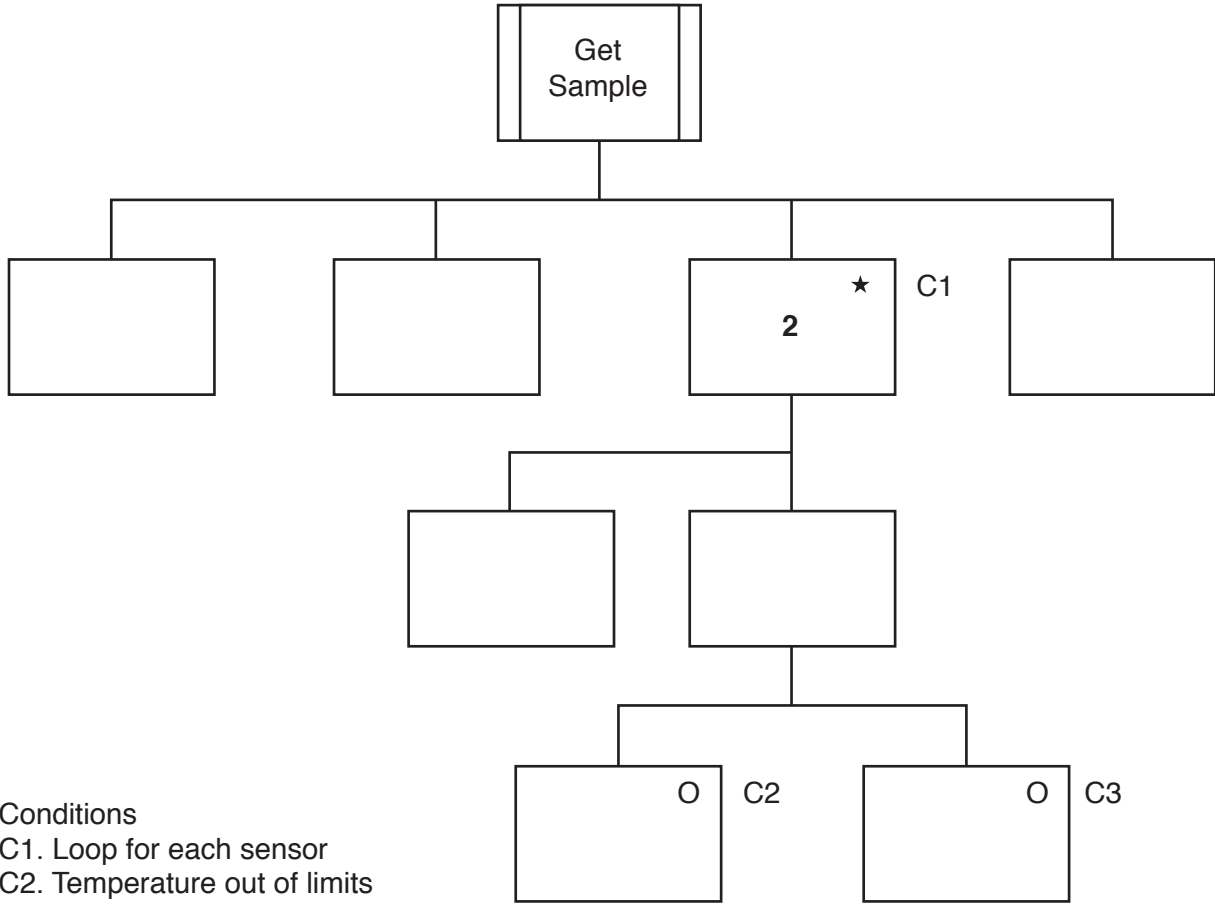 Get
Sample
★ C1
2
O C2
O C3
Conditions
C1. Loop for each sensor
C2. Temperature out of limits